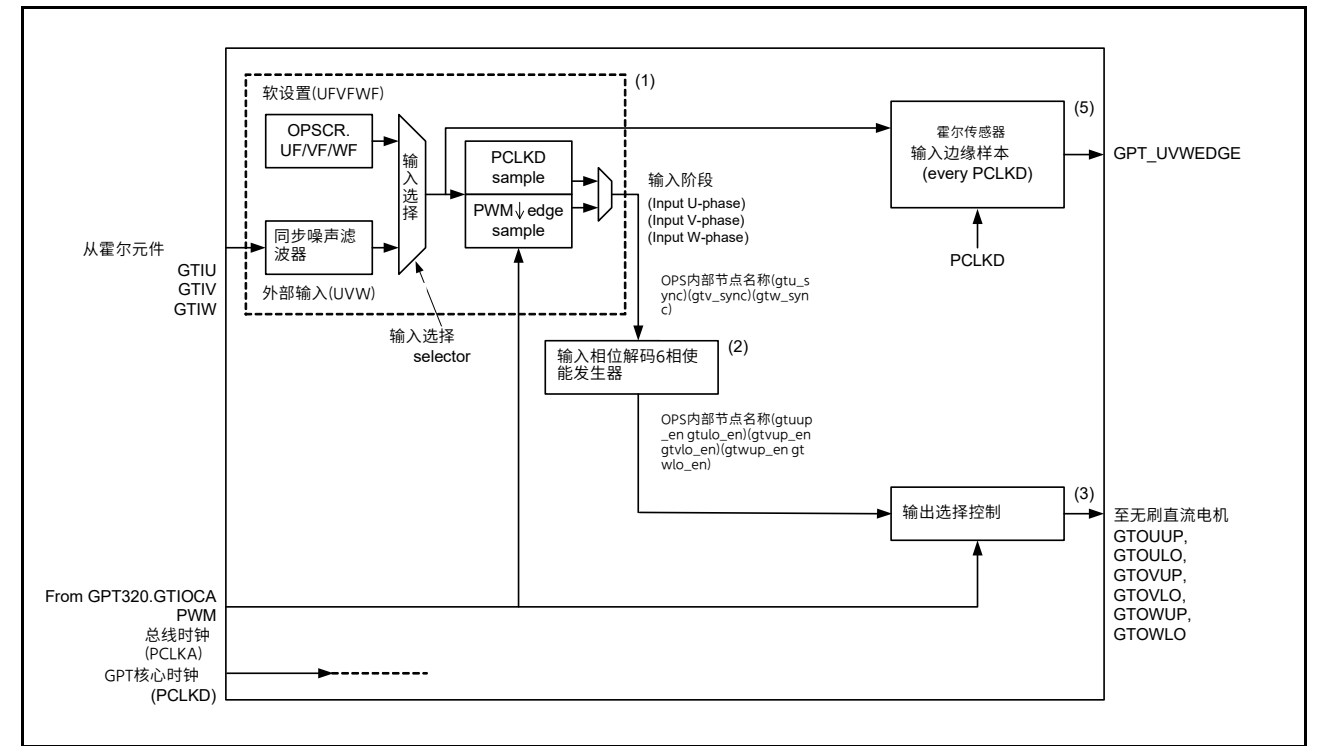 (1)
软设置(UFVFWF)
OPSCR.
UF/VF/WF
输
入
选
择
PCLKD
sample
PWM↓edge
sample
同步噪声滤
波器
外部输入(UVW)
从霍尔元件
GTIU
GTIV
GTIW
输入选择
selector
输入阶段
(Input U-phase)
(Input V-phase)
(Input W-phase)
(5)
霍尔传感器
输入边缘样本
(every PCLKD)
GPT_UVWEDGE
PCLKD
OPS内部节点名称(gtu_s
ync)(gtv_sync)(gtw_syn
c)
(2)
输入相位解码6相使
能发生器
OPS内部节点名称(gtuup
_en gtulo_en)(gtvup_en
gtvlo_en)(gtwup_en gt
wlo_en)
(3)
输出选择控制
至无刷直流电机
GTOUUP,
GTOULO,
GTOVUP,
GTOVLO,
GTOWUP,
GTOWLO
From GPT320.GTIOCA
PWM
总线时钟
(PCLKA)
GPT核心时钟
(PCLKD)